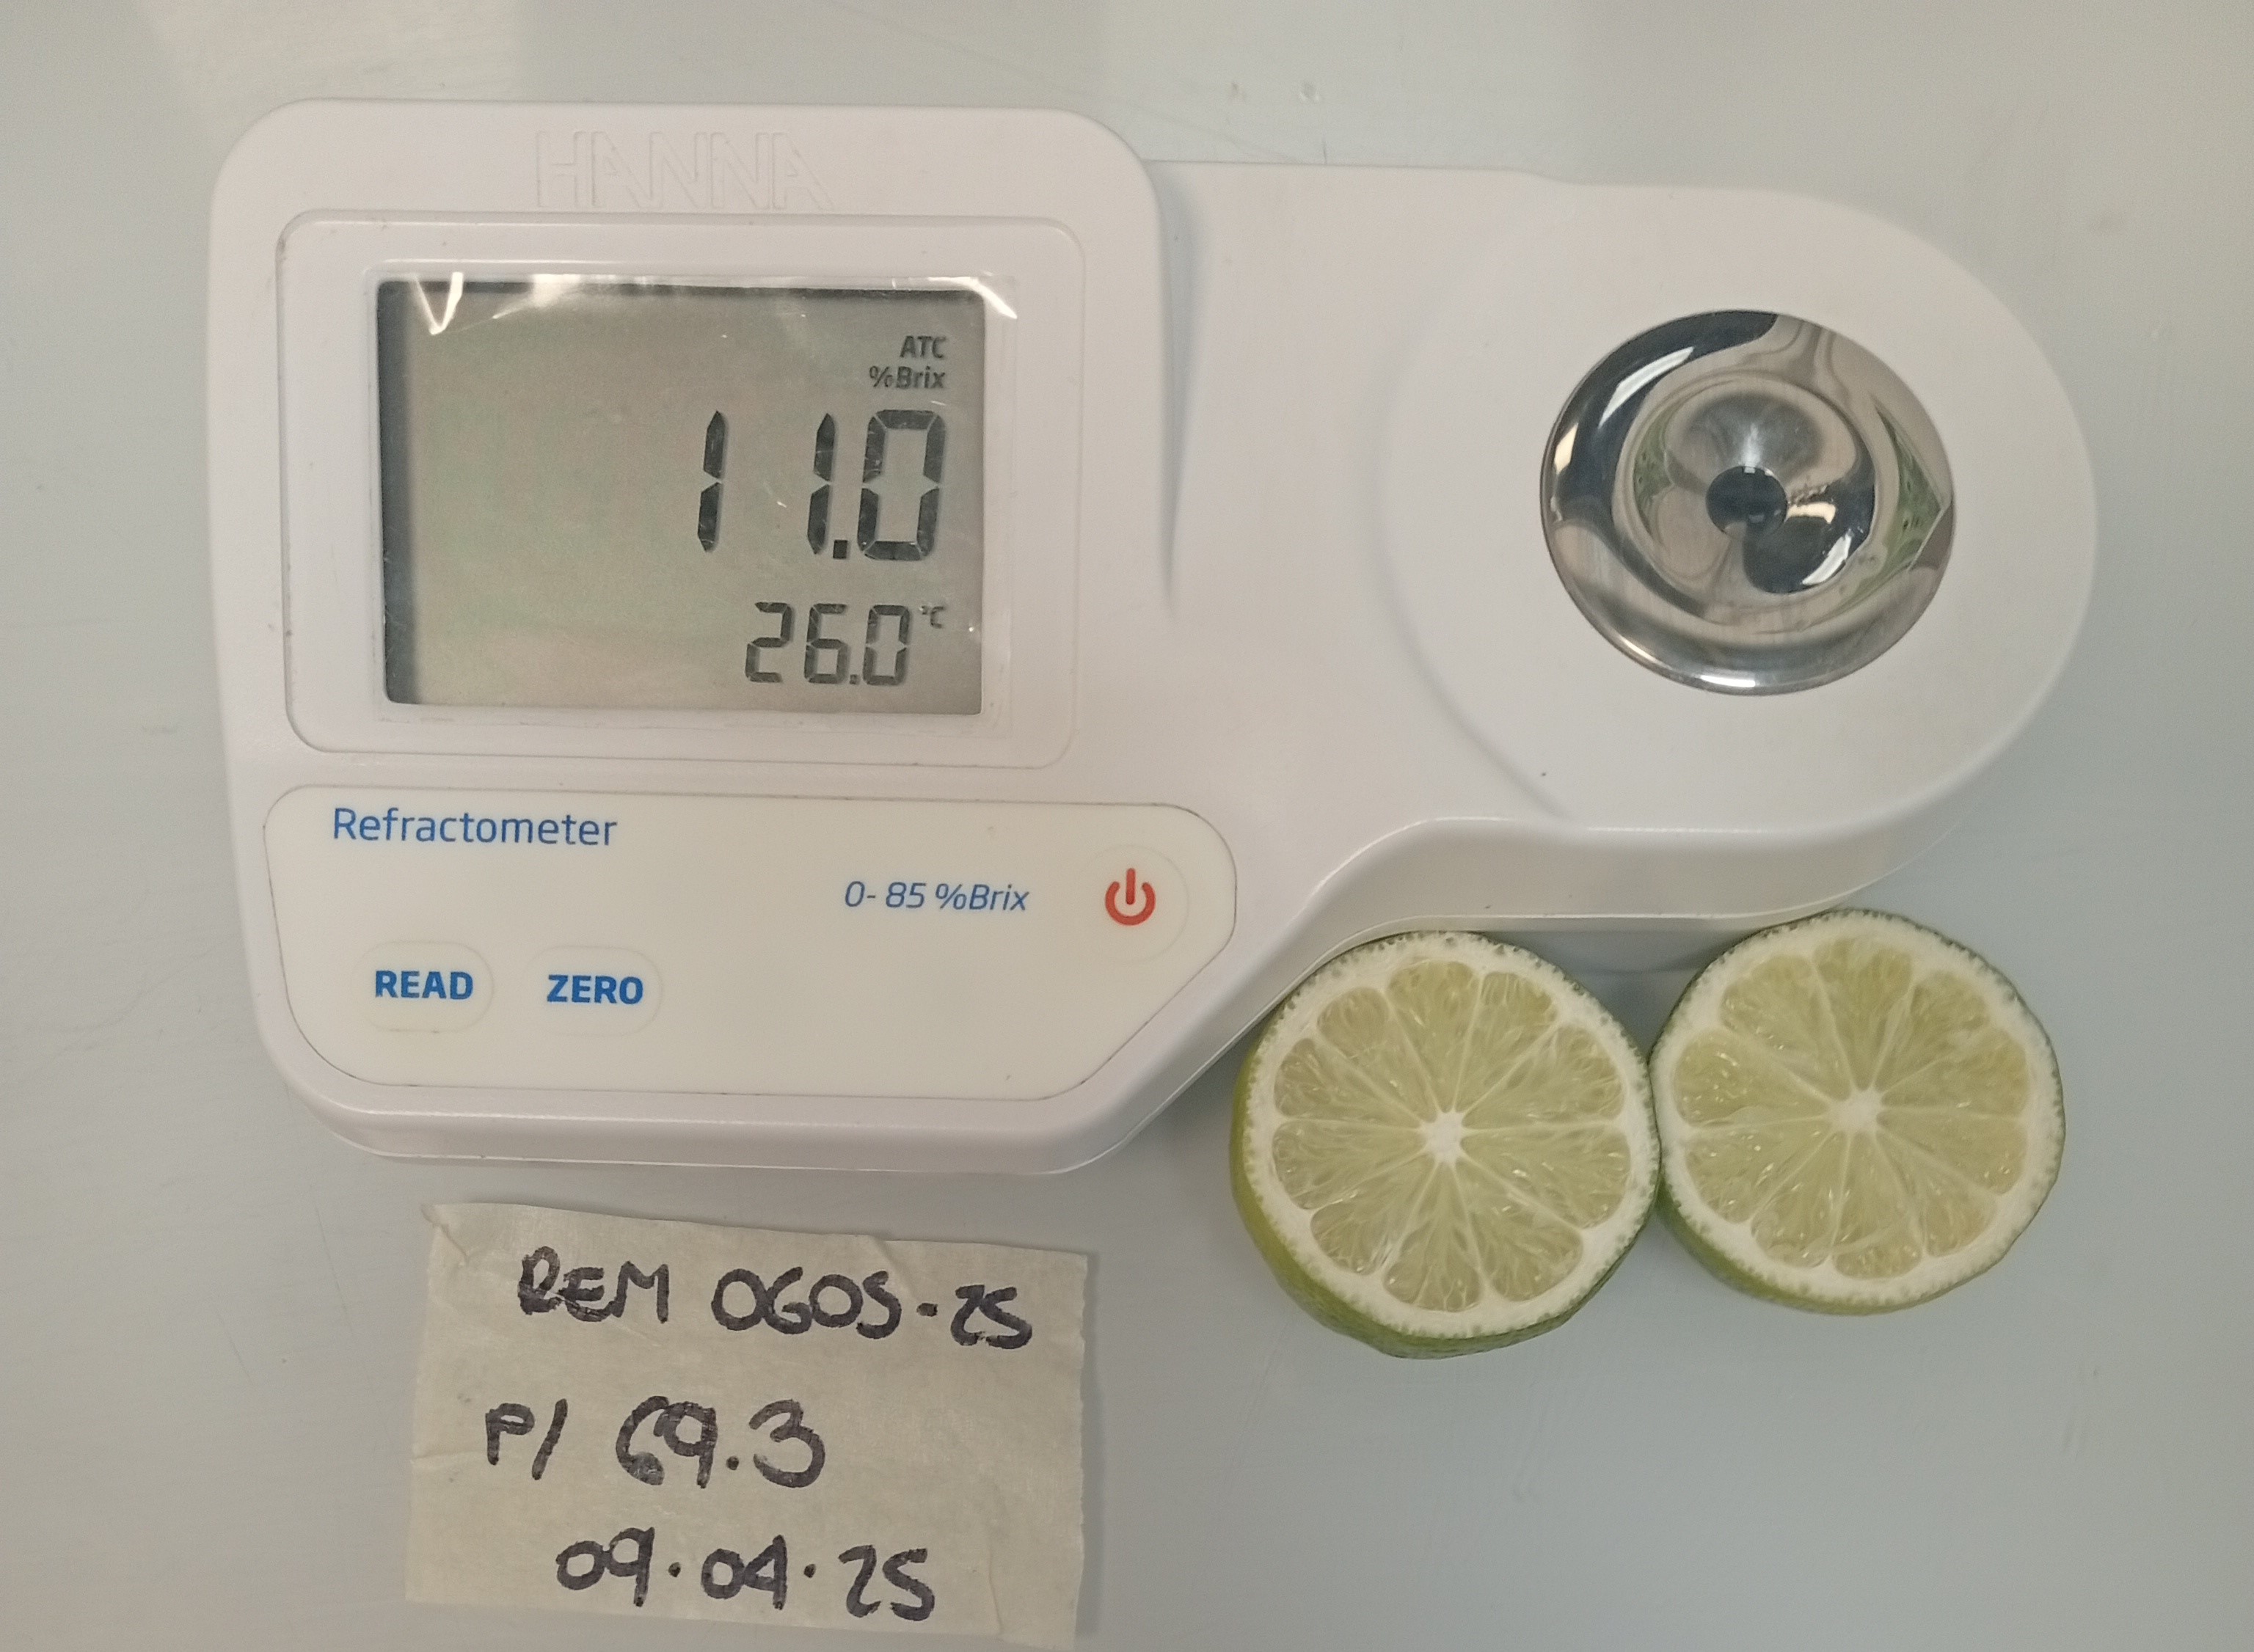 HANNA
ATC
%Brix
11.0
26.0 °C
Refractometer
0-85 %Brix
READ ZERO
REM 0605-25
P/ 69.3
09.04.25